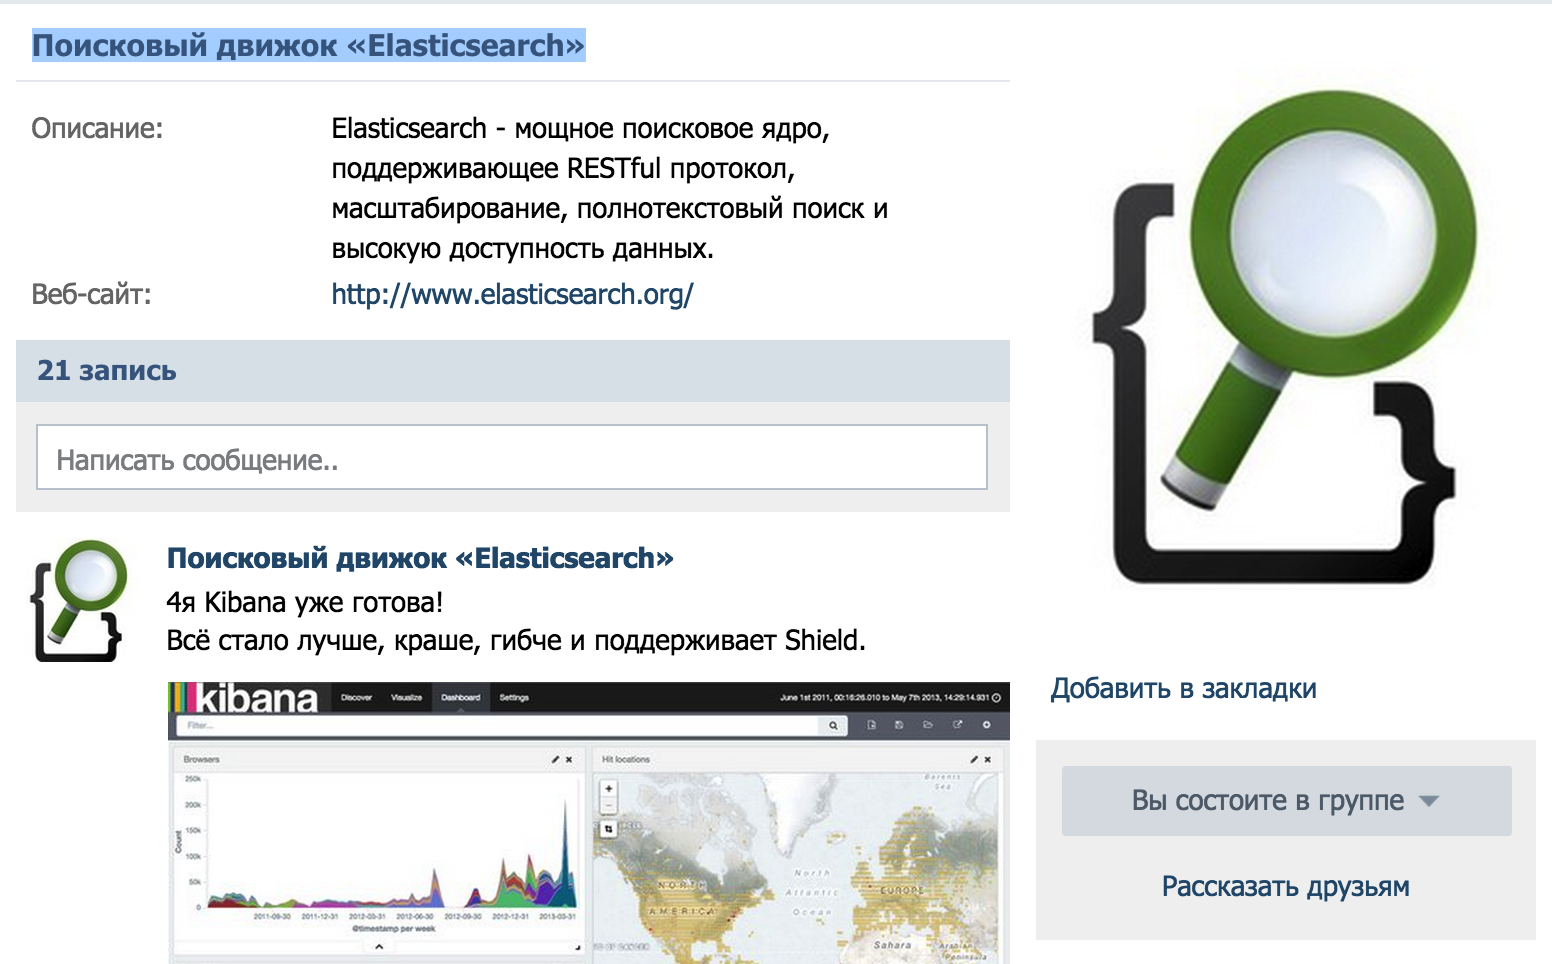 Поисковый движок «Elasticsearch»
Описание:
Elasticsearch - мощное поисковое ядро,
поддерживающее RESTful протокол,
масштабирование, полнотекстовый поиск и
высокую доступность данных.
Веб-сайт:
http://www.elasticsearch.org/
21 запись
Написать сообщение..
Поисковый движок «Elasticsearch»
4я Kibana уже готова!
Всё стало лучше, краше, гибче и поддерживает Shield.
kibana
Discover
Visualize
Dashboard
Settings
June 1st 2011, 00:16:26.010 to May 7th 2013, 14:29:14.931
Filter...
Browsers
250k
200k
150k
100k
50k
0
Count
2011-09-30 2011-12-31 2012-03-31 2012-06-30 2012-09-30 2012-12-31 2013-03-31
@timestamp per week
Hit locations
Barents
Sea
North
Atlantic
Ocean
NORTH
AMERICA
EUROPE
Sahara
Arabian
Peninsula
Добавить в закладки
Вы состоите в группе
Рассказать друзьям